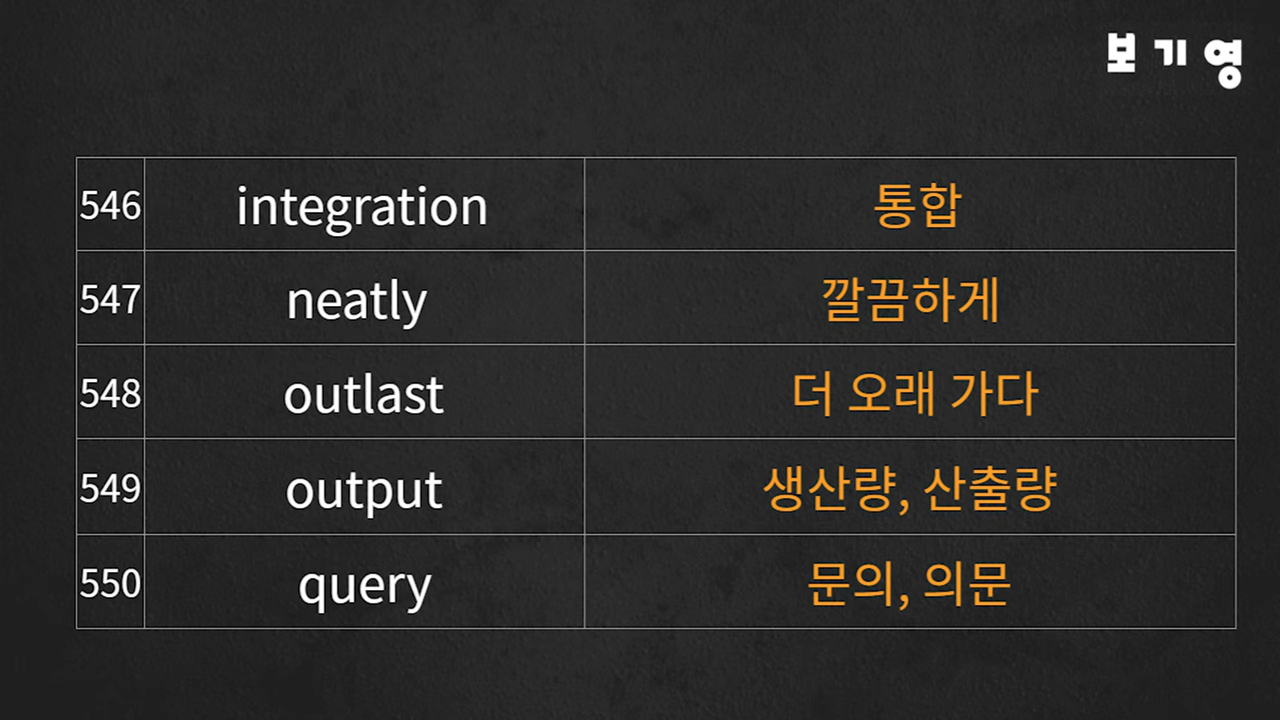 보기영
546 integration 통합
547 neatly 깔끔하게
548 outlast 더 오래 가다
549 output 생산량, 산출량
550 query 문의, 의문